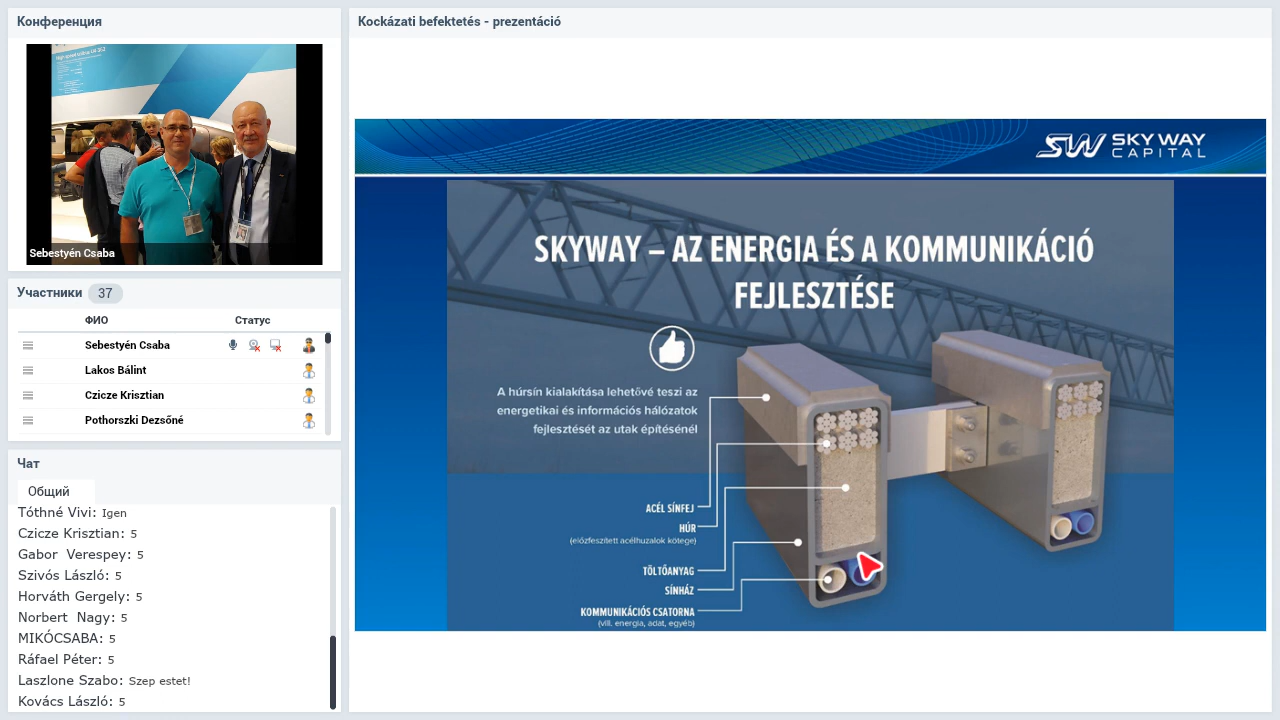 Конференция
Sebestyén Csaba
Участники 37
ФИО Статус
Sebestyén Csaba
Lakos Bálint
Czicze Krisztian
Pothorszki Dezsőné
Чат
Общий
Tóthné Vivi: Igen
Czicze Krisztian: 5
Gabor Verespey: 5
Szivós László: 5
Horváth Gergely: 5
Norbert Nagy: 5
MIKÓCSABA: 5
Ráfael Péter: 5
Laszlone Szabo: Szep estet!
Kovács László: 5
Kockázati befektetés - prezentáció
SW SKY WAY
CAPITAL
SKYWAY – AZ ENERGIA ÉS A KOMMUNIKÁCIÓ
FEJLESZTÉSE
A húrsín kialakítása lehetővé teszi az
energetikai és információs hálózatok
fejlesztését az utak építésénél
ACÉL SÍNFEJ
HÚR
(előzfeszített acélhuzalok kötege)
TÖLTŐANYAG
SÍNHÁZ
KOMMUNIKÁCIÓS CSATORNA
(vill. energia, adat, egyéb)